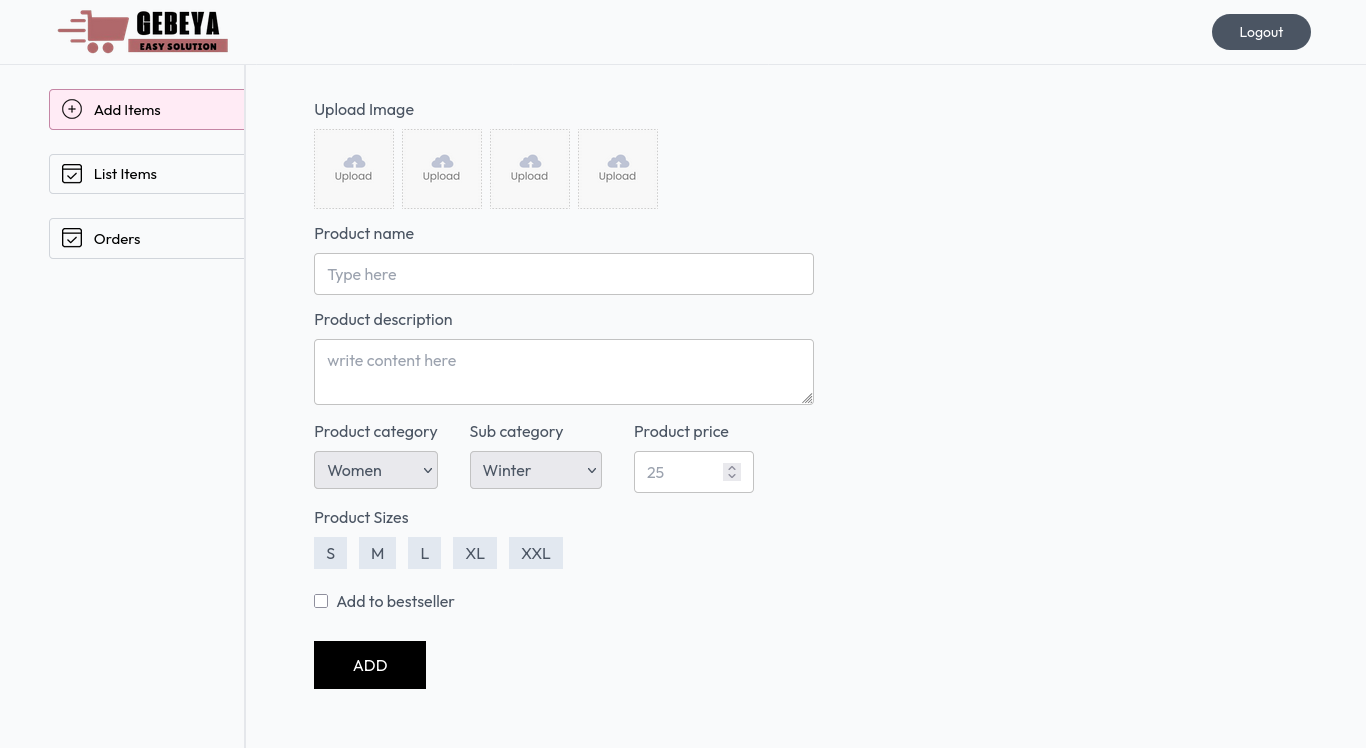 GEBEYA
EASY SOLUTION
Logout
Add Items
List Items
Orders
Upload Image
Upload Upload Upload Upload
Product name
Type here
Product description
write content here
Product category Sub category Product price
Women Winter 25
Product Sizes
S M L XL XXL
Add to bestseller
ADD